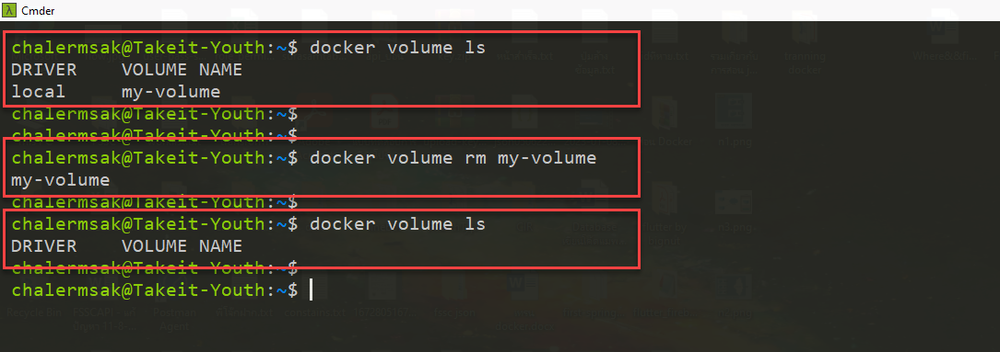 Cmder
chalermsak@Takeit-Youth:~$ docker volume ls
DRIVER    VOLUME NAME
local     my-volume
chalermsak@Takeit-Youth:~$
chalermsak@Takeit-Youth:~$
chalermsak@Takeit-Youth:~$ docker volume rm my-volume
my-volume
chalermsak@Takeit-Youth:~$
chalermsak@Takeit-Youth:~$ docker volume ls
DRIVER    VOLUME NAME
chalermsak@Takeit-Youth:~$
chalermsak@Takeit-Youth:~$